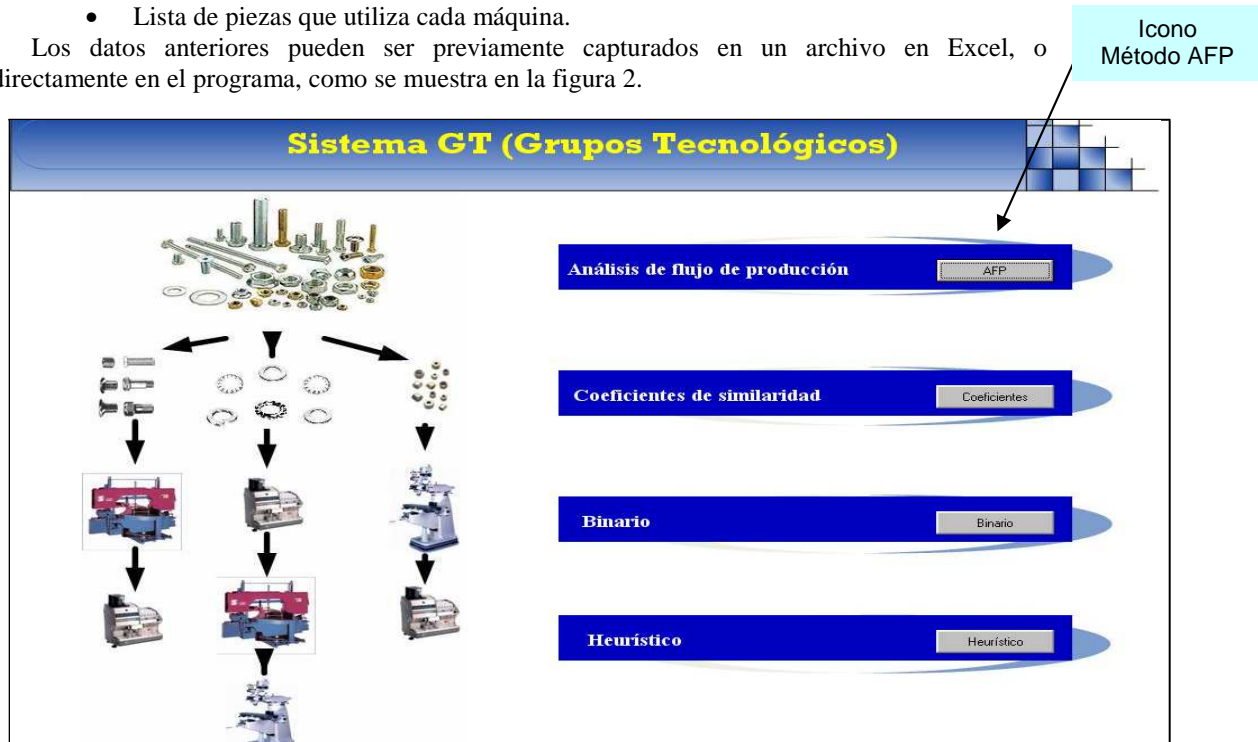 • Lista de piezas que utiliza cada máquina.
Los datos anteriores pueden ser previamente capturados en un archivo en Excel, o
directamente en el programa, como se muestra en la figura 2.
Icono
Método AFP
Sistema GT (Grupos Tecnológicos)
Análisis de flujo de producción
AFP
Coeficientes de similaridad
Coeficientes
Binario
Binario
Heurístico
Heurístico